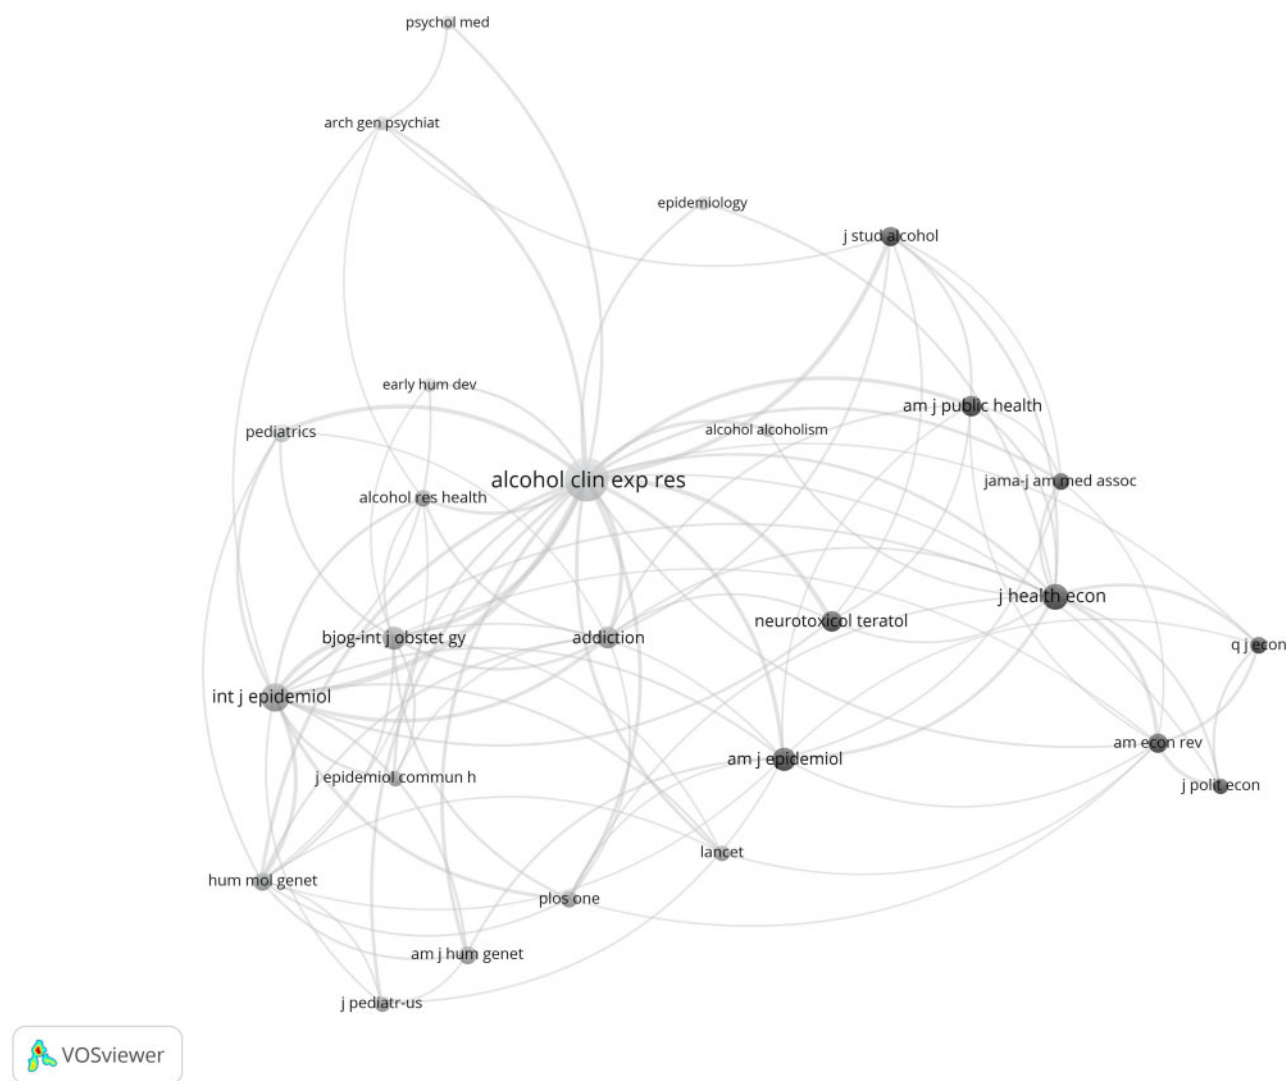 psychol med
arch gen psychiat
epidemiology
j stud alcohol
early hum dev
am j public health
pediatrics
alcohol alcoholism
alcohol clin exp res
jama-j am med assoc
alcohol res health
j health econ
neurotoxicol teratol
bjog-int j obstet gy
addiction
q j econ
int j epidemiol
am econ rev
am j epidemiol
j epidemiol commun h
j polit econ
lancet
hum mol genet
plos one
am j hum genet
j pediatr-us
VOSviewer